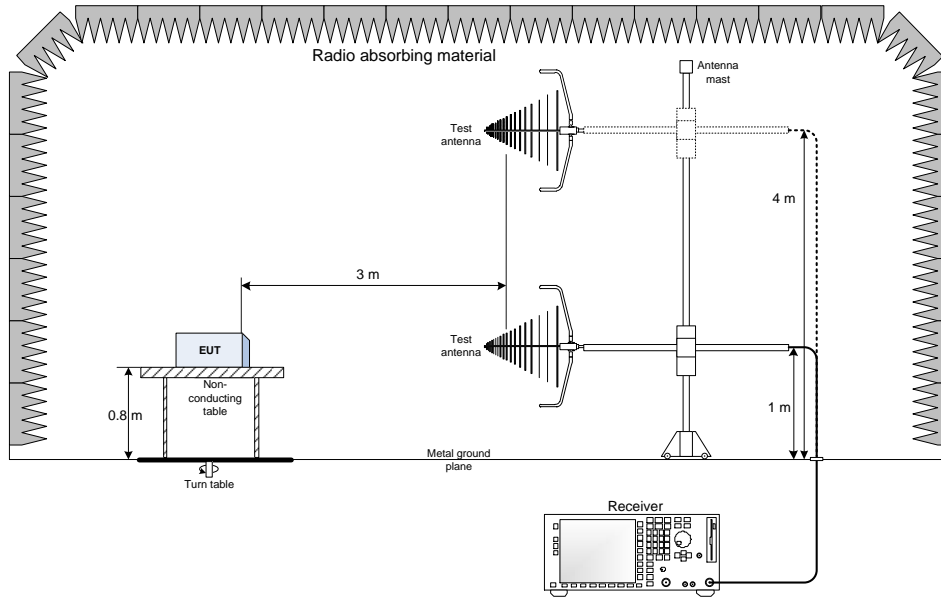 Radio absorbing material
Antenna
mast
Test
antenna
4 m
3 m
Test
antenna
EUT
Non-
conducting
table
0.8 m
1 m
Metal ground
plane
Turn table
Receiver